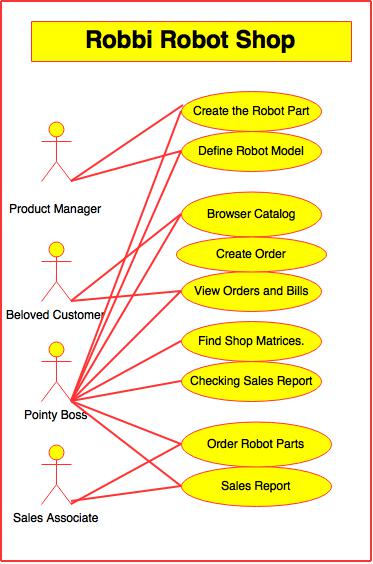 Robbi Robot Shop
Create the Robot Part
Define Robot Model
Product Manager
Browser Catalog
Create Order
View Orders and Bills
Beloved Customer
Find Shop Matrices.
Checking Sales Report
Pointy Boss
Order Robot Parts
Sales Report
Sales Associate